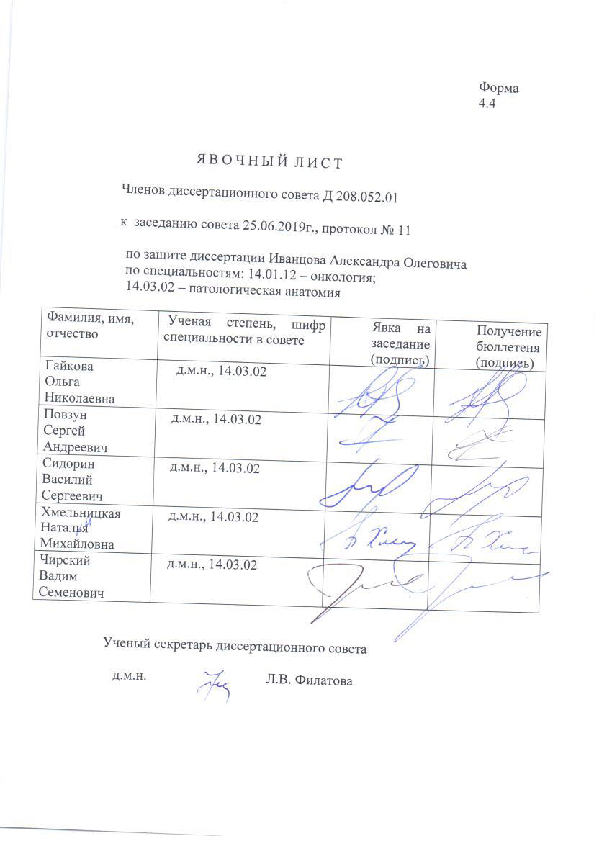 Форма
4.4
ЯВОЧНЫЙ ЛИСТ
Членов диссертационного совета Д 208.052.01
к заседанию совета 25.06.2019г., протокол № 11
по защите диссертации Иванцова Александра Олеговича
по специальностям: 14.01.12 – онкология;
14.03.02 – патологическая анатомия
Фамилия, имя,
отчество
Ученая степень, шифр
специальности в совете
Явка на
заседание
(подпись)
Получение
бюллетеня
(подпись)
Гайкова
Ольга
Николаевна
д.м.н., 14.03.02
Повзун
Сергей
Андреевич
д.м.н., 14.03.02
Сидорин
Василий
Сергеевич
д.м.н., 14.03.02
Хмельницкая
Наталья
Михайловна
д.м.н., 14.03.02
Чирский
Вадим
Семенович
д.м.н., 14.03.02
Ученый секретарь диссертационного совета
д.м.н.
Л.В. Филатова